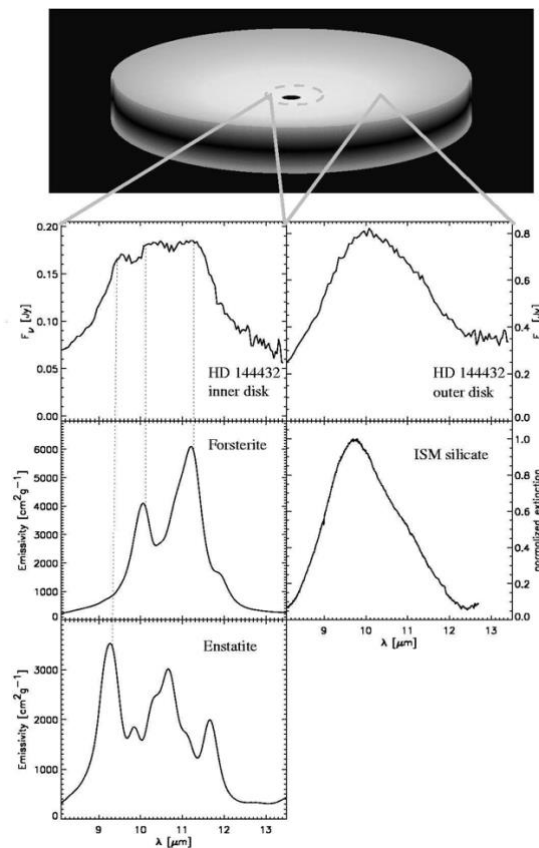 0.20
0.15
0.10
0.05
0.00
Fν [Jy]
HD 144432
inner disk
0.8
0.6
0.4
0.2
0.0
HD 144432
outer disk
6000
5000
4000
3000
2000
1000
0
Emissivity [cm²g⁻¹]
Forsterite
1.0
0.8
0.6
0.4
0.2
0.0
normalized extinction
ISM silicate
9 10 11 12 13
λ [μm]
3000
2000
1000
0
Emissivity [cm²g⁻¹]
Enstatite
9 10 11 12 13
λ [μm]